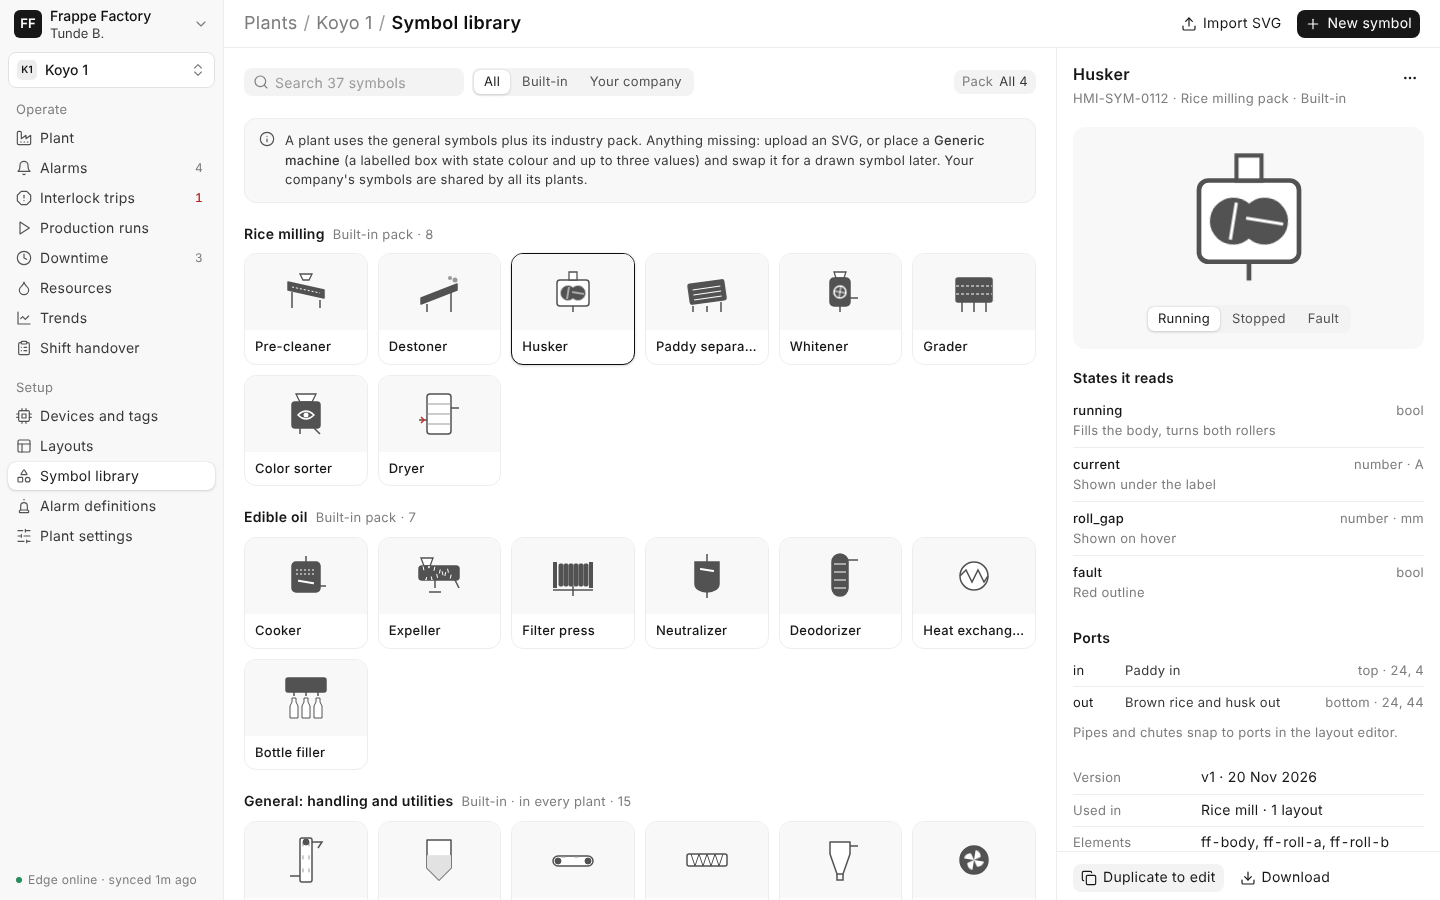 FF
Frappe Factory
Tunde B.
K1 Koyo 1
Operate
Plant
Alarms 4
Interlock trips 1
Production runs
Downtime 3
Resources
Trends
Shift handover
Setup
Devices and tags
Layouts
Symbol library
Alarm definitions
Plant settings
Edge online · synced 1m ago
Plants / Koyo 1 / Symbol library
Import SVG
New symbol
Search 37 symbols
All Built-in Your company
Pack All 4
A plant uses the general symbols plus its industry pack. Anything missing: upload an SVG, or place a Generic
machine (a labelled box with state colour and up to three values) and swap it for a drawn symbol later. Your
company's symbols are shared by all its plants.
Rice milling Built-in pack · 8
Pre-cleaner
Destoner
Husker
Paddy separa...
Whitener
Grader
Color sorter
Dryer
Edible oil Built-in pack · 7
Cooker
Expeller
Filter press
Neutralizer
Deodorizer
Heat exchang...
Bottle filler
General: handling and utilities Built-in · in every plant · 15
Husker
HMI-SYM-0112 · Rice milling pack · Built-in
Running Stopped Fault
States it reads
running bool
Fills the body, turns both rollers
current number · A
Shown under the label
roll_gap number · mm
Shown on hover
fault bool
Red outline
Ports
in Paddy in top · 24, 4
out Brown rice and husk out bottom · 24, 44
Pipes and chutes snap to ports in the layout editor.
Version v1 · 20 Nov 2026
Used in Rice mill · 1 layout
Elements ff-body, ff-roll-a, ff-roll-b
Duplicate to edit
Download